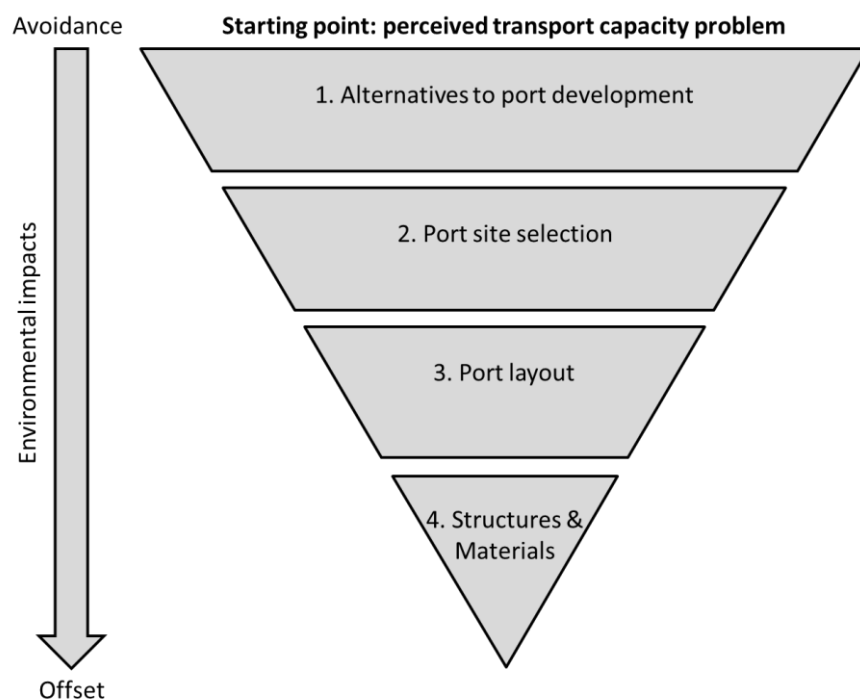 Avoidance
Starting point: perceived transport capacity problem
1. Alternatives to port development
2. Port site selection
3. Port layout
4. Structures &
Materials
Environmental impacts
Offset